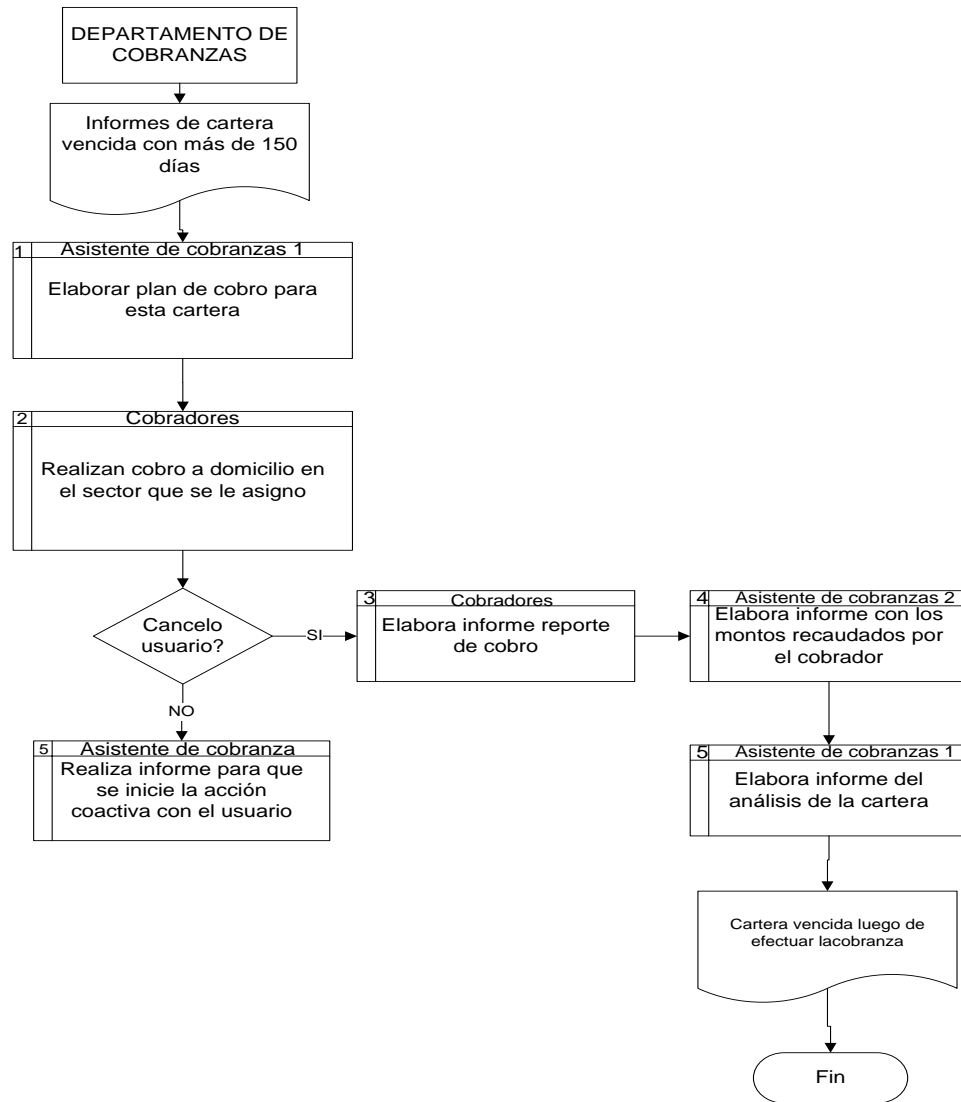 DEPARTAMENTO DE
COBRANZAS
Informes de cartera
vencida con más de 150
días
1
Asistente de cobranzas 1
Elaborar plan de cobro para
esta cartera
2
Cobradores
Realizan cobro a domicilio en
el sector que se le asigno
Cancelo
usuario?
SI
3
Cobradores
Elabora informe reporte
de cobro
4
Asistente de cobranzas 2
Elabora informe con los
montos recaudados por
el cobrador
NO
5
Asistente de cobranza
Realiza informe para que
se inicie la acción
coactiva con el usuario
5
Asistente de cobranzas 1
Elabora informe del
análisis de la cartera
Cartera vencida luego de
efectuar lacobranza
Fin